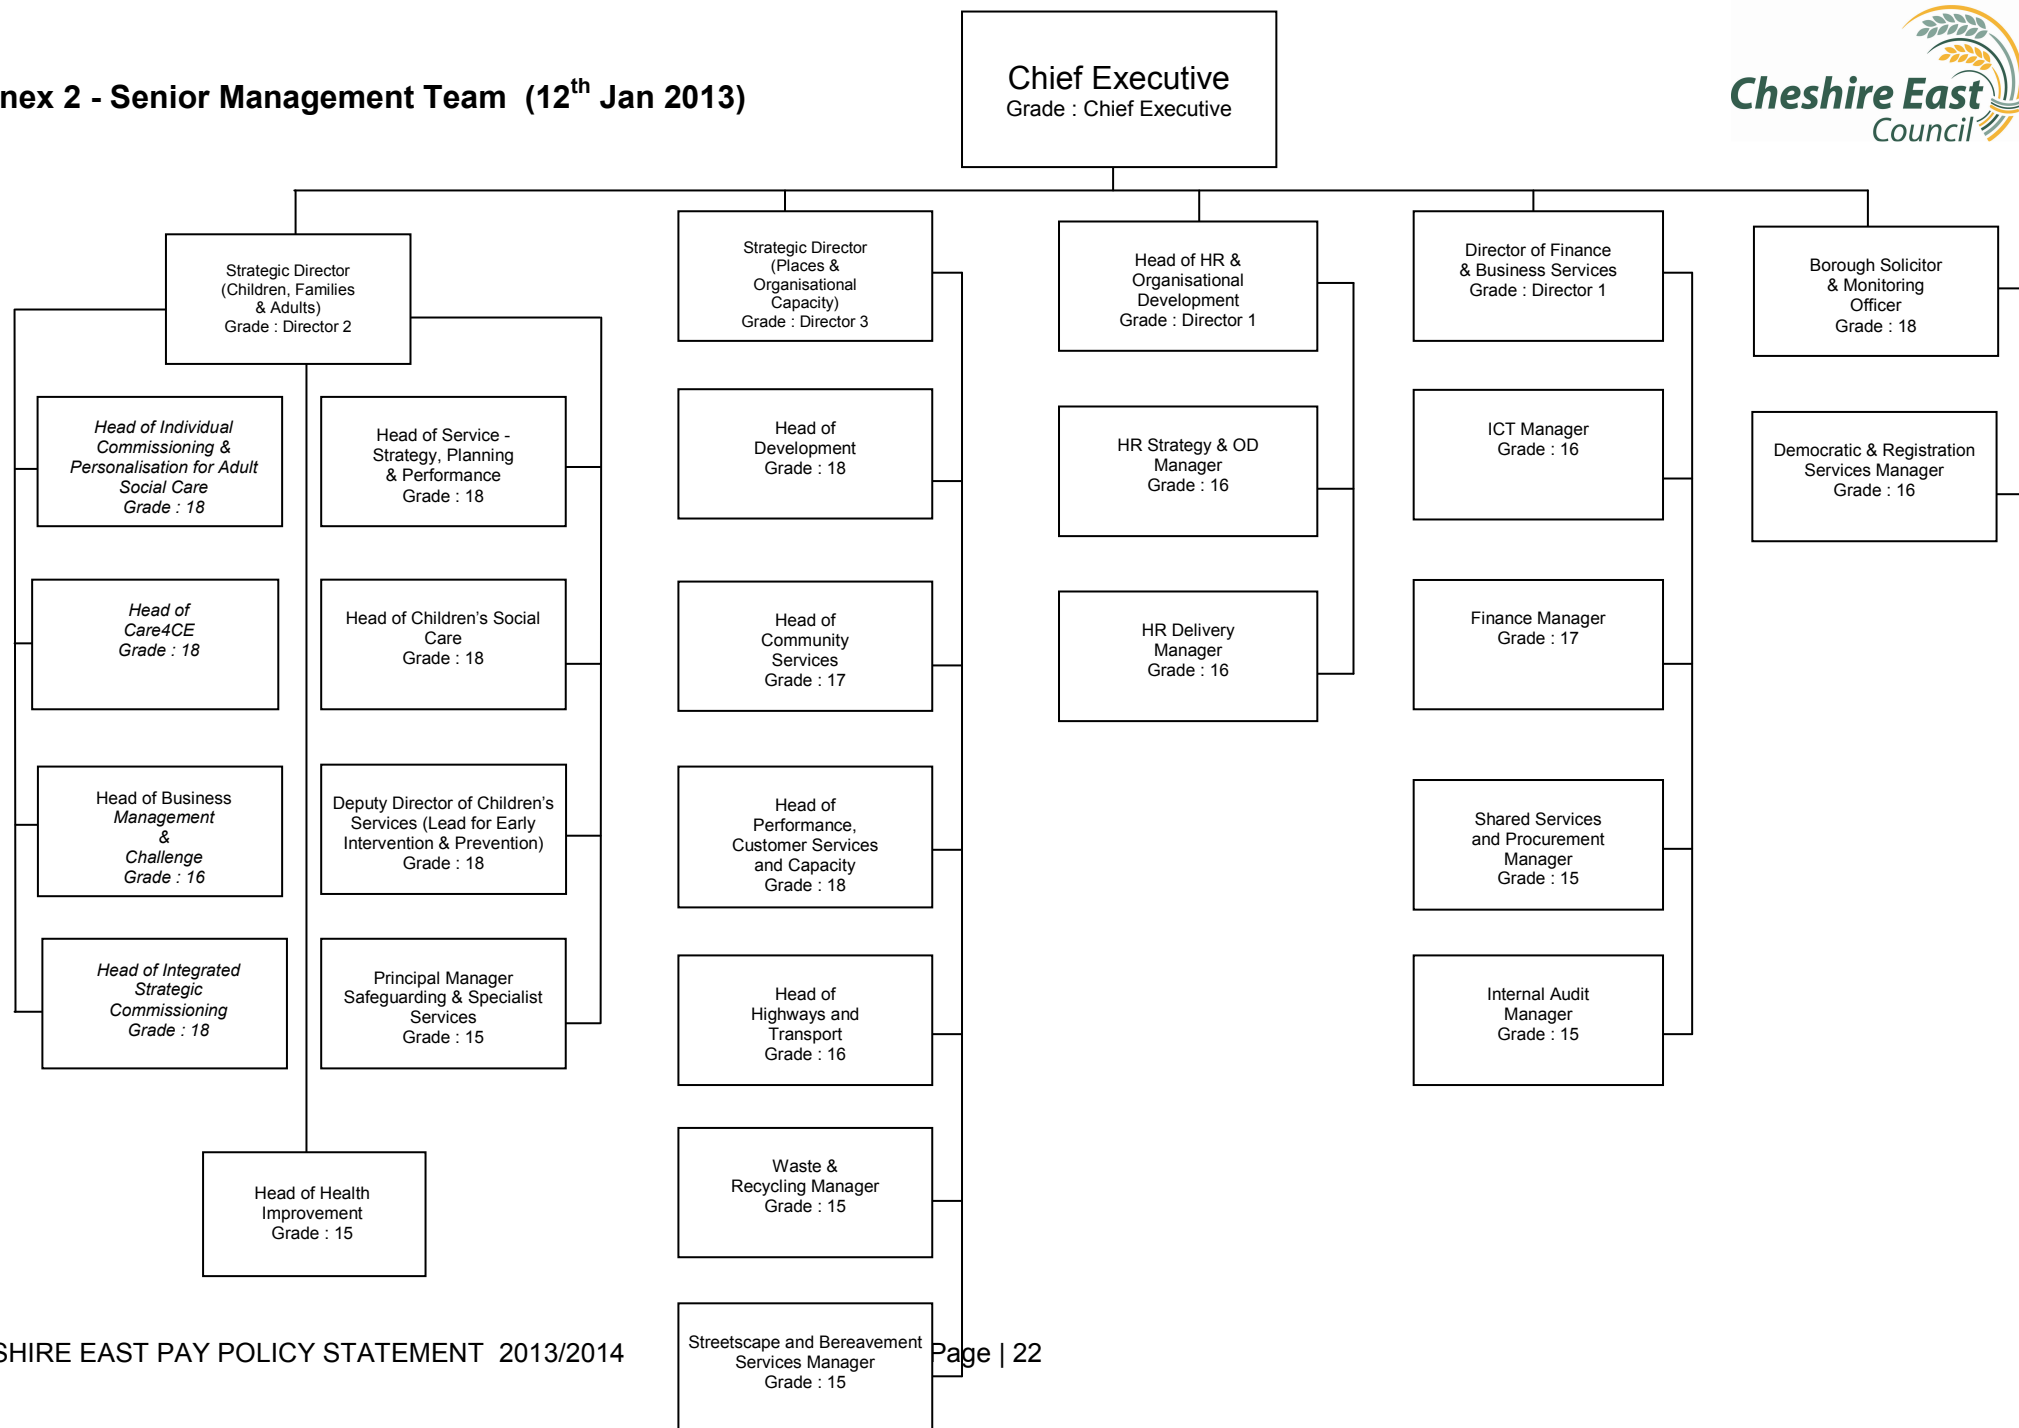 nex 2 - Senior Management Team (12th Jan 2013)
Chief Executive
Grade : Chief Executive
Cheshire East
Council
Strategic Director
(Children, Families
& Adults)
Grade : Director 2
Strategic Director
(Places &
Organisational
Capacity)
Grade : Director 3
Head of HR &
Organisational
Development
Grade : Director 1
Director of Finance
& Business Services
Grade : Director 1
Borough Solicitor
& Monitoring
Officer
Grade : 18
Head of Individual
Commissioning &
Personalisation for Adult
Social Care
Grade : 18
Head of Service -
Strategy, Planning
& Performance
Grade : 18
Head of
Development
Grade : 18
HR Strategy & OD
Manager
Grade : 16
ICT Manager
Grade : 16
Democratic & Registration
Services Manager
Grade : 16
Head of
Care4CE
Grade : 18
Head of Children’s Social
Care
Grade : 18
Head of
Community
Services
Grade : 17
HR Delivery
Manager
Grade : 16
Finance Manager
Grade : 17
Head of Business
Management
&
Challenge
Grade : 16
Deputy Director of Children’s
Services (Lead for Early
Intervention & Prevention)
Grade : 18
Head of
Performance,
Customer Services
and Capacity
Grade : 18
Shared Services
and Procurement
Manager
Grade : 15
Head of Integrated
Strategic
Commissioning
Grade : 18
Principal Manager
Safeguarding & Specialist
Services
Grade : 15
Head of
Highways and
Transport
Grade : 16
Internal Audit
Manager
Grade : 15
Head of Health
Improvement
Grade : 15
Waste &
Recycling Manager
Grade : 15
Streetscape and Bereavement
Services Manager
Grade : 15
SHIRE EAST PAY POLICY STATEMENT 2013/2014
Page | 22